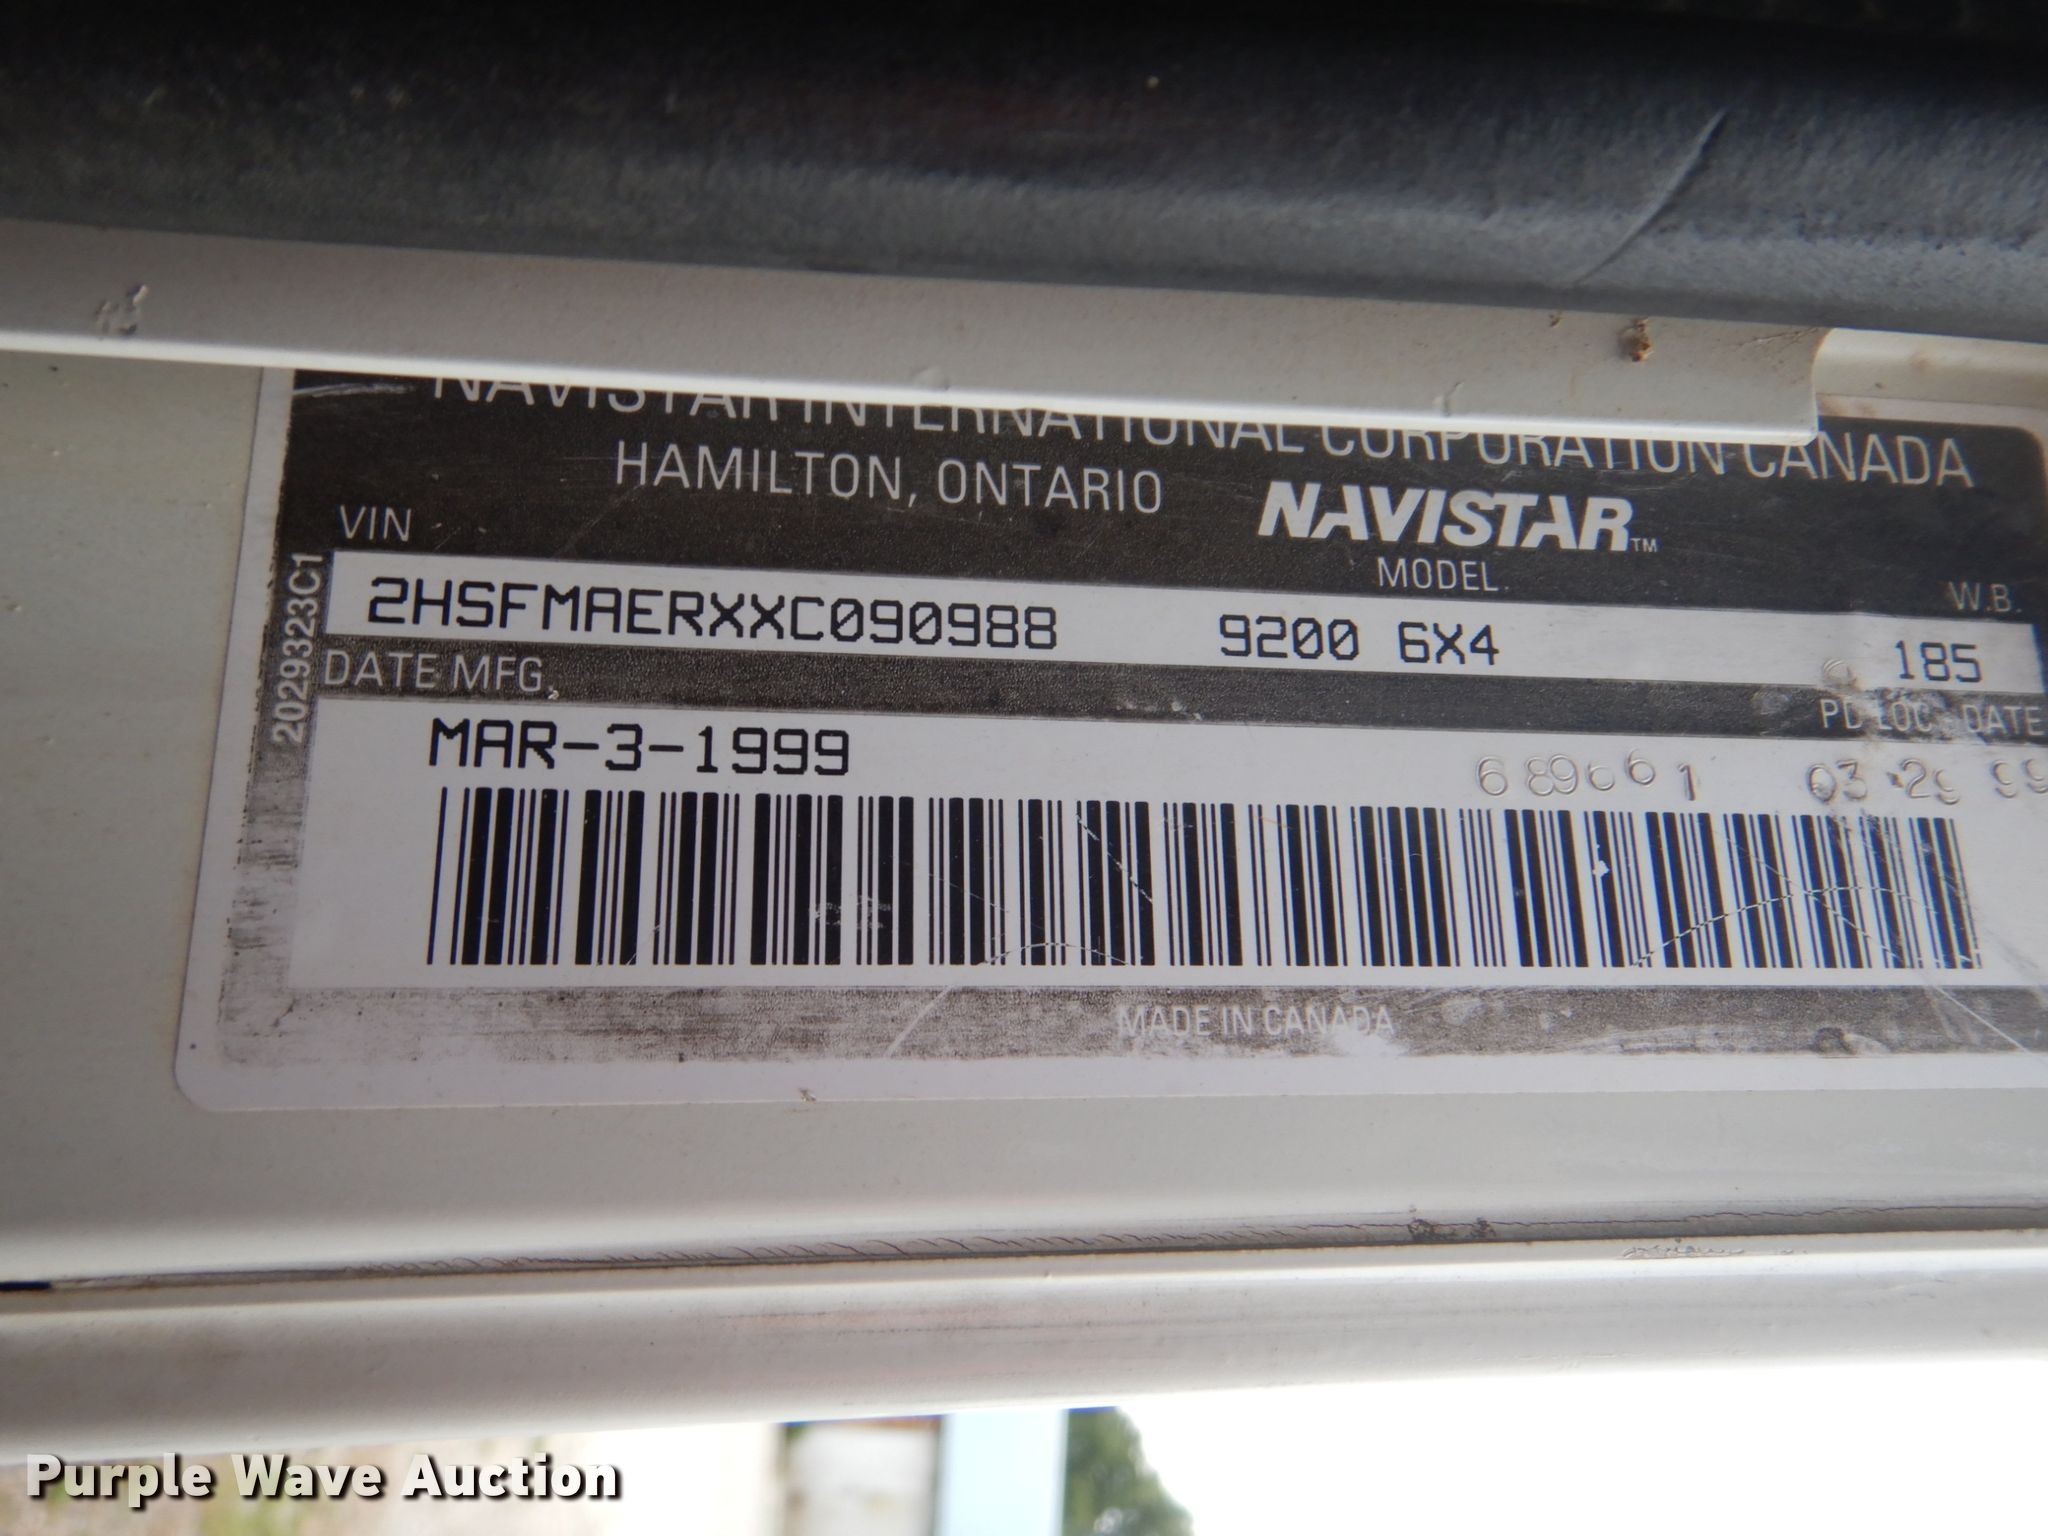 NAVISTAR INTERNATIONAL CORPORATION CANADA
HAMILTON, ONTARIO
NAVISTAR™
VIN
MODEL
W.B.
2HSFMAERXXC090988
9200 6X4
185
2029323C1
DATE MFG.
PD LOC - DATE
MAR-3-1999
689661 03 29 99
MADE IN CANADA
Purple Wave Auction